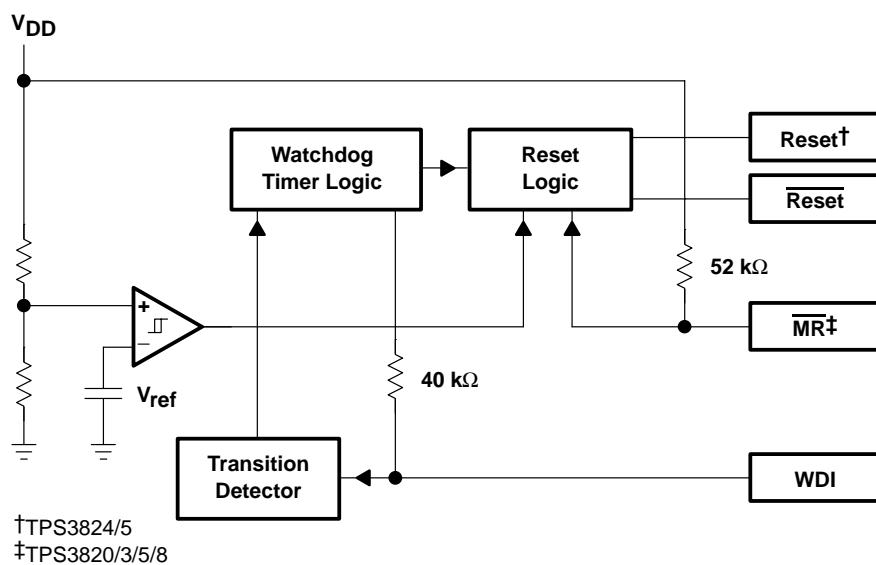 VDD
Watchdog
Timer Logic
Reset
Logic
Reset†
Reset
52 kΩ
+
−
Vref
MR‡
40 kΩ
Transition
Detector
WDI
†TPS3824/5
‡TPS3820/3/5/8